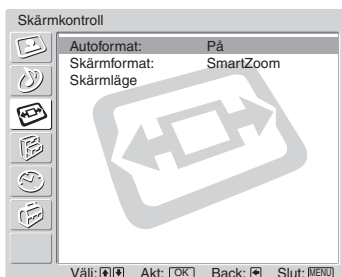 Skärmkontroll
Autoformat: På
Skärmformat: SmartZoom
Skärmläge
Välj: Akt: OK Back: Slut: MENU